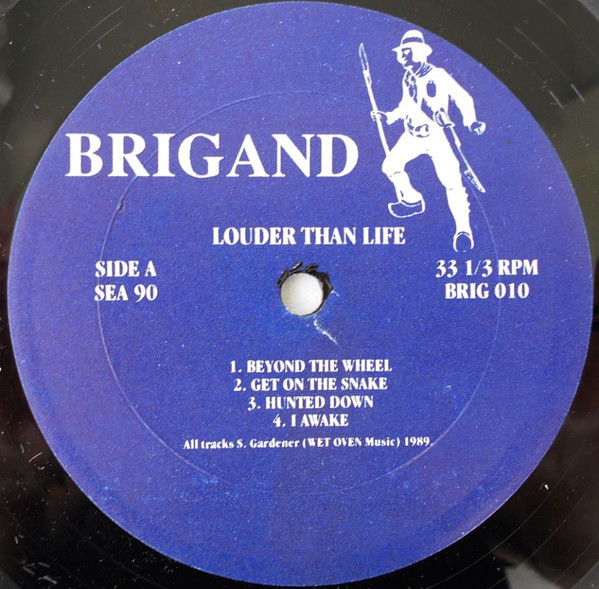 BRIGAND
LOUDER THAN LIFE
SIDE A
SEA 90
33 1/3 RPM
BRIG 010
1. BEYOND THE WHEEL
2. GET ON THE SNAKE
3. HUNTED DOWN
4. I AWAKE
All tracks S. Gardener (WET OVEN Music) 1989.